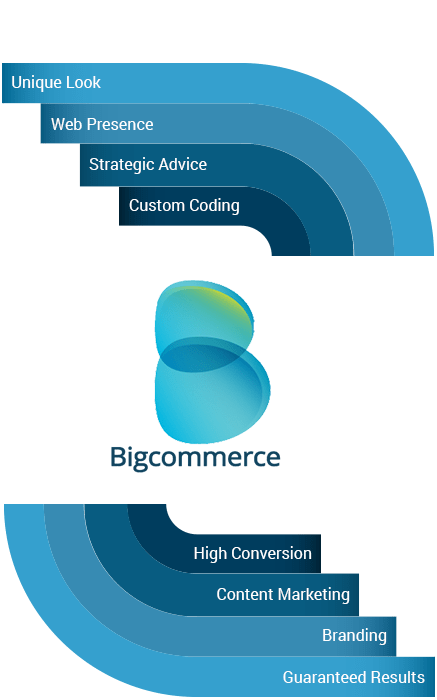 Unique Look
Web Presence
Strategic Advice
Custom Coding
Bigcommerce
High Conversion
Content Marketing
Branding
Guaranteed Results